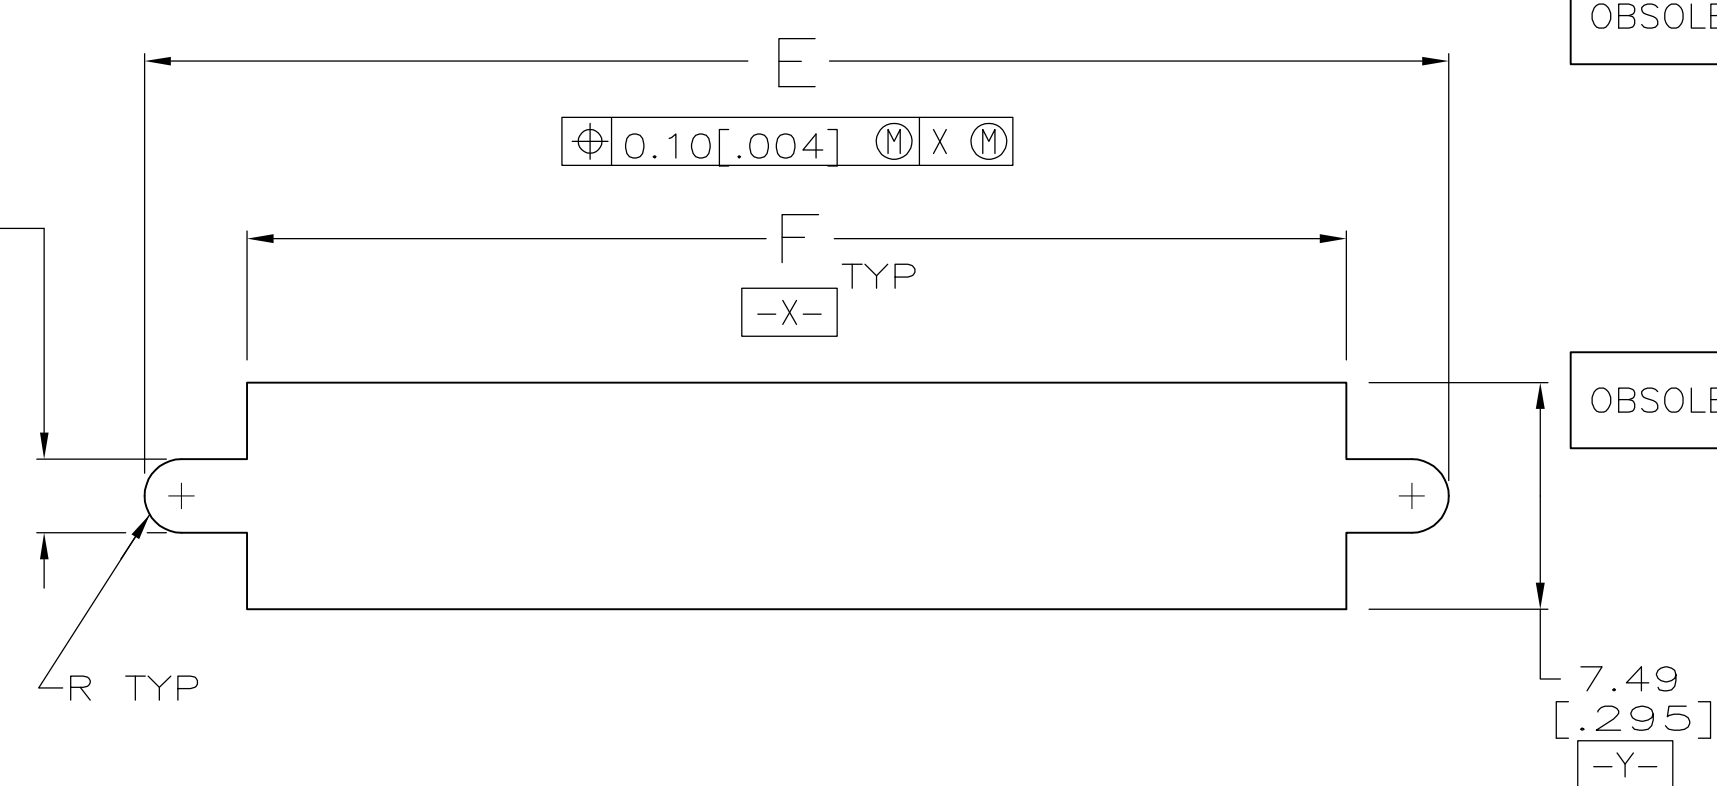 OBSOLE
E
⌖ 0.10[.004] Ⓜ X Ⓜ
F
TYP
-X-
OBSOLE
R TYP
7.49
[.295]
-Y-